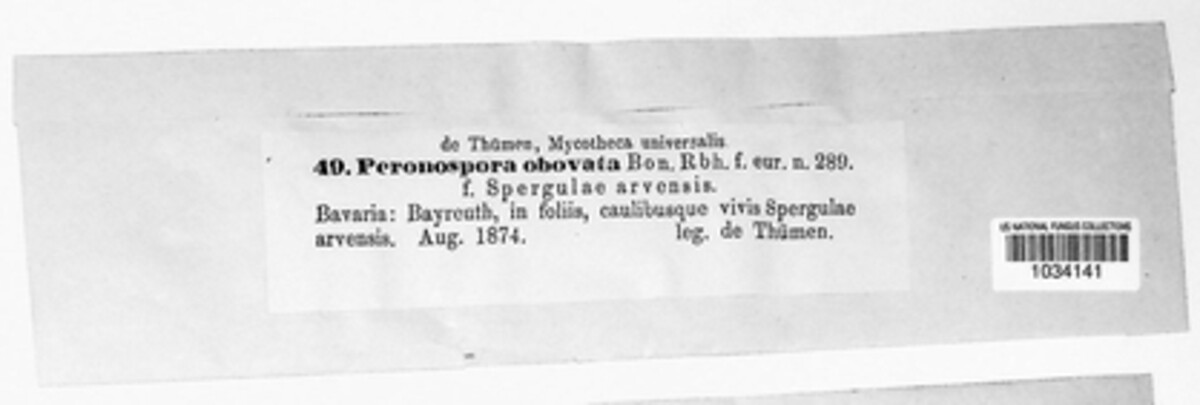 de Thümen, Mycotheca universalis
49. Peronospora obovata Bon. Rbh. f. eur. n. 289.
f. Spergulae arvensis.
Bavaria: Bayreuth, in foliis, caulibusque vivis Spergulae
arvensis. Aug. 1874. leg. de Thümen.
US NATIONAL FUNGUS COLLECTIONS
1034141